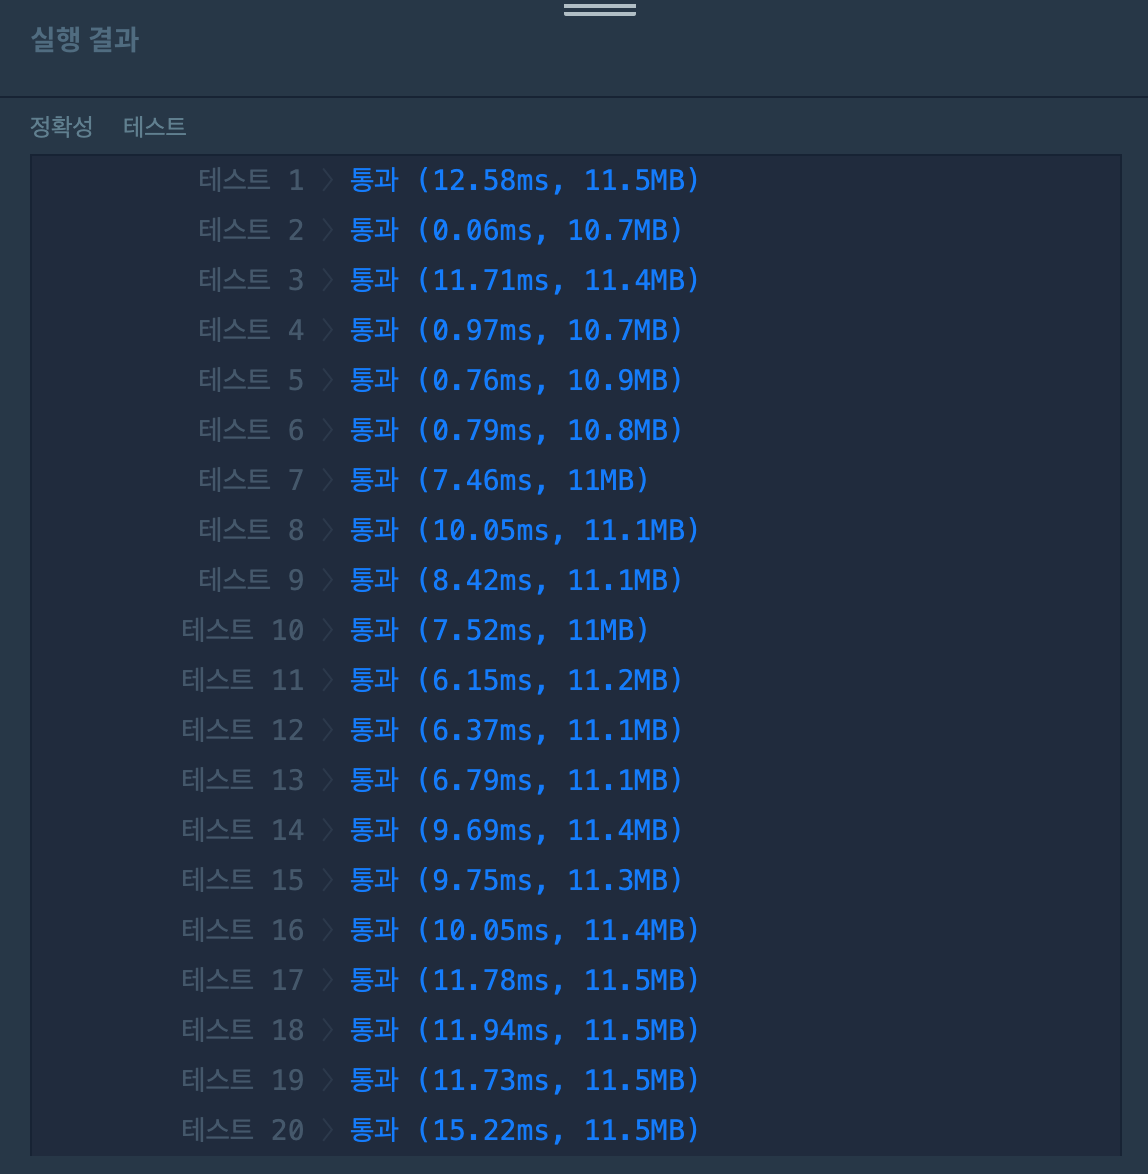 실행 결과
정확성 테스트
테스트 1 〉 통과 (12.58ms, 11.5MB)
테스트 2 〉 통과 (0.06ms, 10.7MB)
테스트 3 〉 통과 (11.71ms, 11.4MB)
테스트 4 〉 통과 (0.97ms, 10.7MB)
테스트 5 〉 통과 (0.76ms, 10.9MB)
테스트 6 〉 통과 (0.79ms, 10.8MB)
테스트 7 〉 통과 (7.46ms, 11MB)
테스트 8 〉 통과 (10.05ms, 11.1MB)
테스트 9 〉 통과 (8.42ms, 11.1MB)
테스트 10 〉 통과 (7.52ms, 11MB)
테스트 11 〉 통과 (6.15ms, 11.2MB)
테스트 12 〉 통과 (6.37ms, 11.1MB)
테스트 13 〉 통과 (6.79ms, 11.1MB)
테스트 14 〉 통과 (9.69ms, 11.4MB)
테스트 15 〉 통과 (9.75ms, 11.3MB)
테스트 16 〉 통과 (10.05ms, 11.4MB)
테스트 17 〉 통과 (11.78ms, 11.5MB)
테스트 18 〉 통과 (11.94ms, 11.5MB)
테스트 19 〉 통과 (11.73ms, 11.5MB)
테스트 20 〉 통과 (15.22ms, 11.5MB)